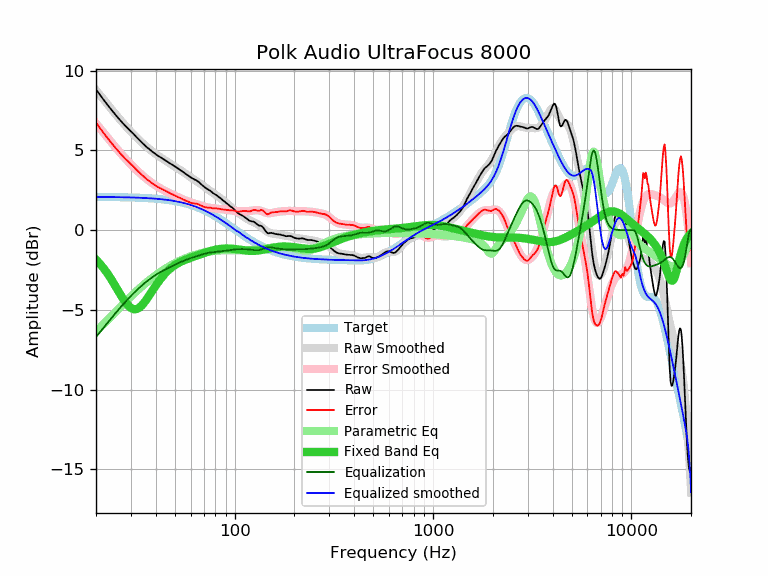 Polk Audio UltraFocus 8000
10
5
0
−5
−10
−15
Amplitude (dBr)
Target
Raw Smoothed
Error Smoothed
Raw
Error
Parametric Eq
Fixed Band Eq
Equalization
Equalized smoothed
100 1000 10000
Frequency (Hz)